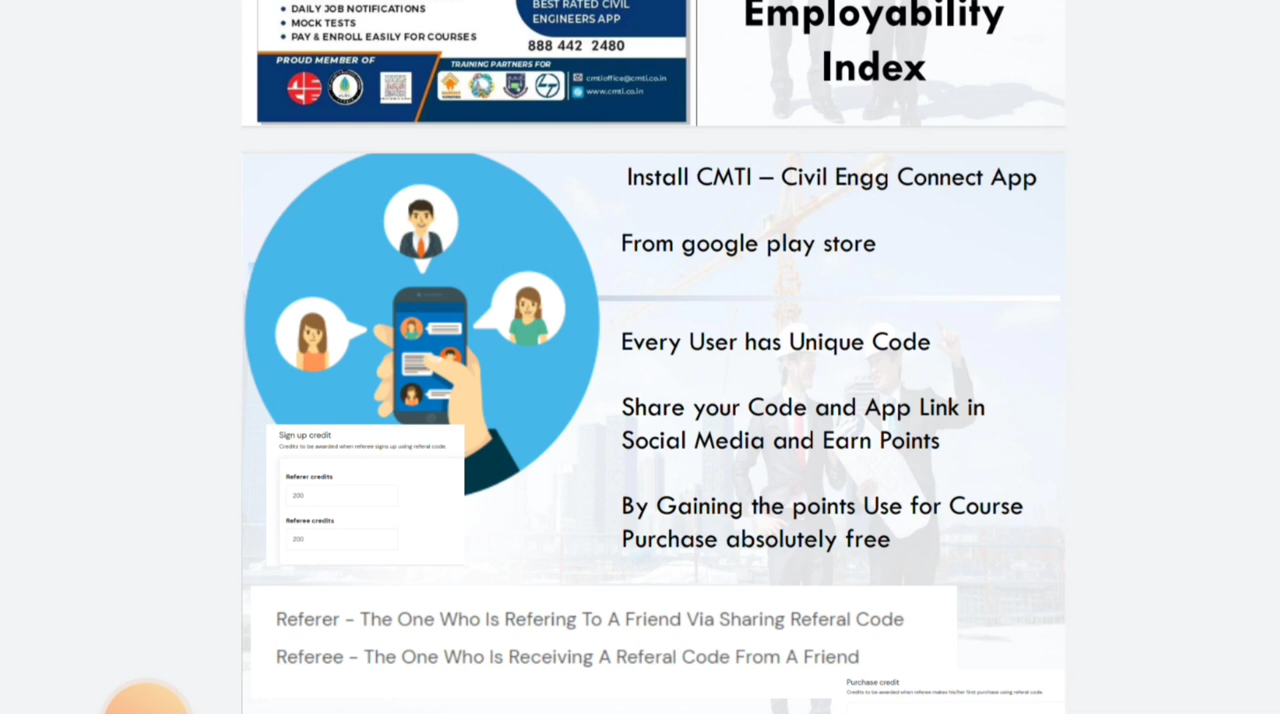 • DAILY JOB NOTIFICATIONS
• MOCK TESTS
• PAY & ENROLL EASILY FOR COURSES
BEST RATED CIVIL
ENGINEERS APP
888 442 2480
PROUD MEMBER OF
TRAINING PARTNERS FOR
cmtioffice@cmti.co.in
www.cmti.co.in
Employability
Index
Install CMTI – Civil Engg Connect App
From google play store
Every User has Unique Code
Share your Code and App Link in
Social Media and Earn Points
By Gaining the points Use for Course
Purchase absolutely free
Sign up credit
Credits to be awarded when referee signs up using referal code.
Referer credits
200
Referee credits
200
Referer – The One Who Is Refering To A Friend Via Sharing Referal Code
Referee – The One Who Is Receiving A Referal Code From A Friend
Purchase credit
Credits to be awarded when referee makes his/her first purchase using referal code.